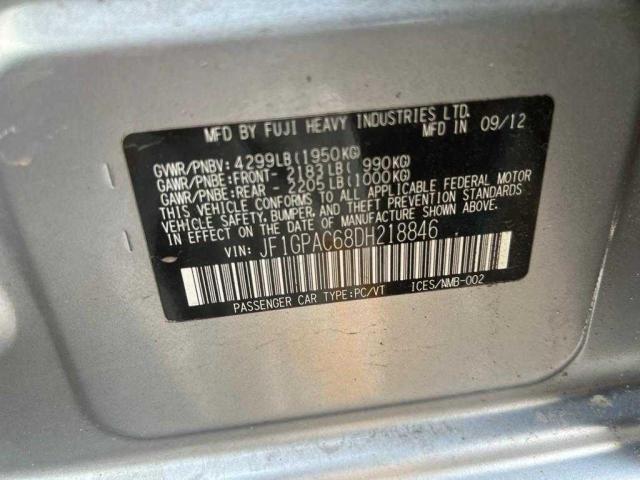 MFD BY FUJI HEAVY INDUSTRIES LTD.
MFD IN 09/12
GVWR/PNBV: 4299LB(1950KG)
GAWR/PNBE:FRONT- 2183LB( 990KG)
GAWR/PNBE:REAR - 2205LB(1000KG)
THIS VEHICLE CONFORMS TO ALL APPLICABLE FEDERAL MOTOR
VEHICLE SAFETY,BUMPER,AND THEFT PREVENTION STANDARDS
IN EFFECT ON THE DATE OF MANUFACTURE SHOWN ABOVE.
VIN: JF1GPAC68DH218846
PASSENGER CAR TYPE:PC/VT ICES/NMB-002